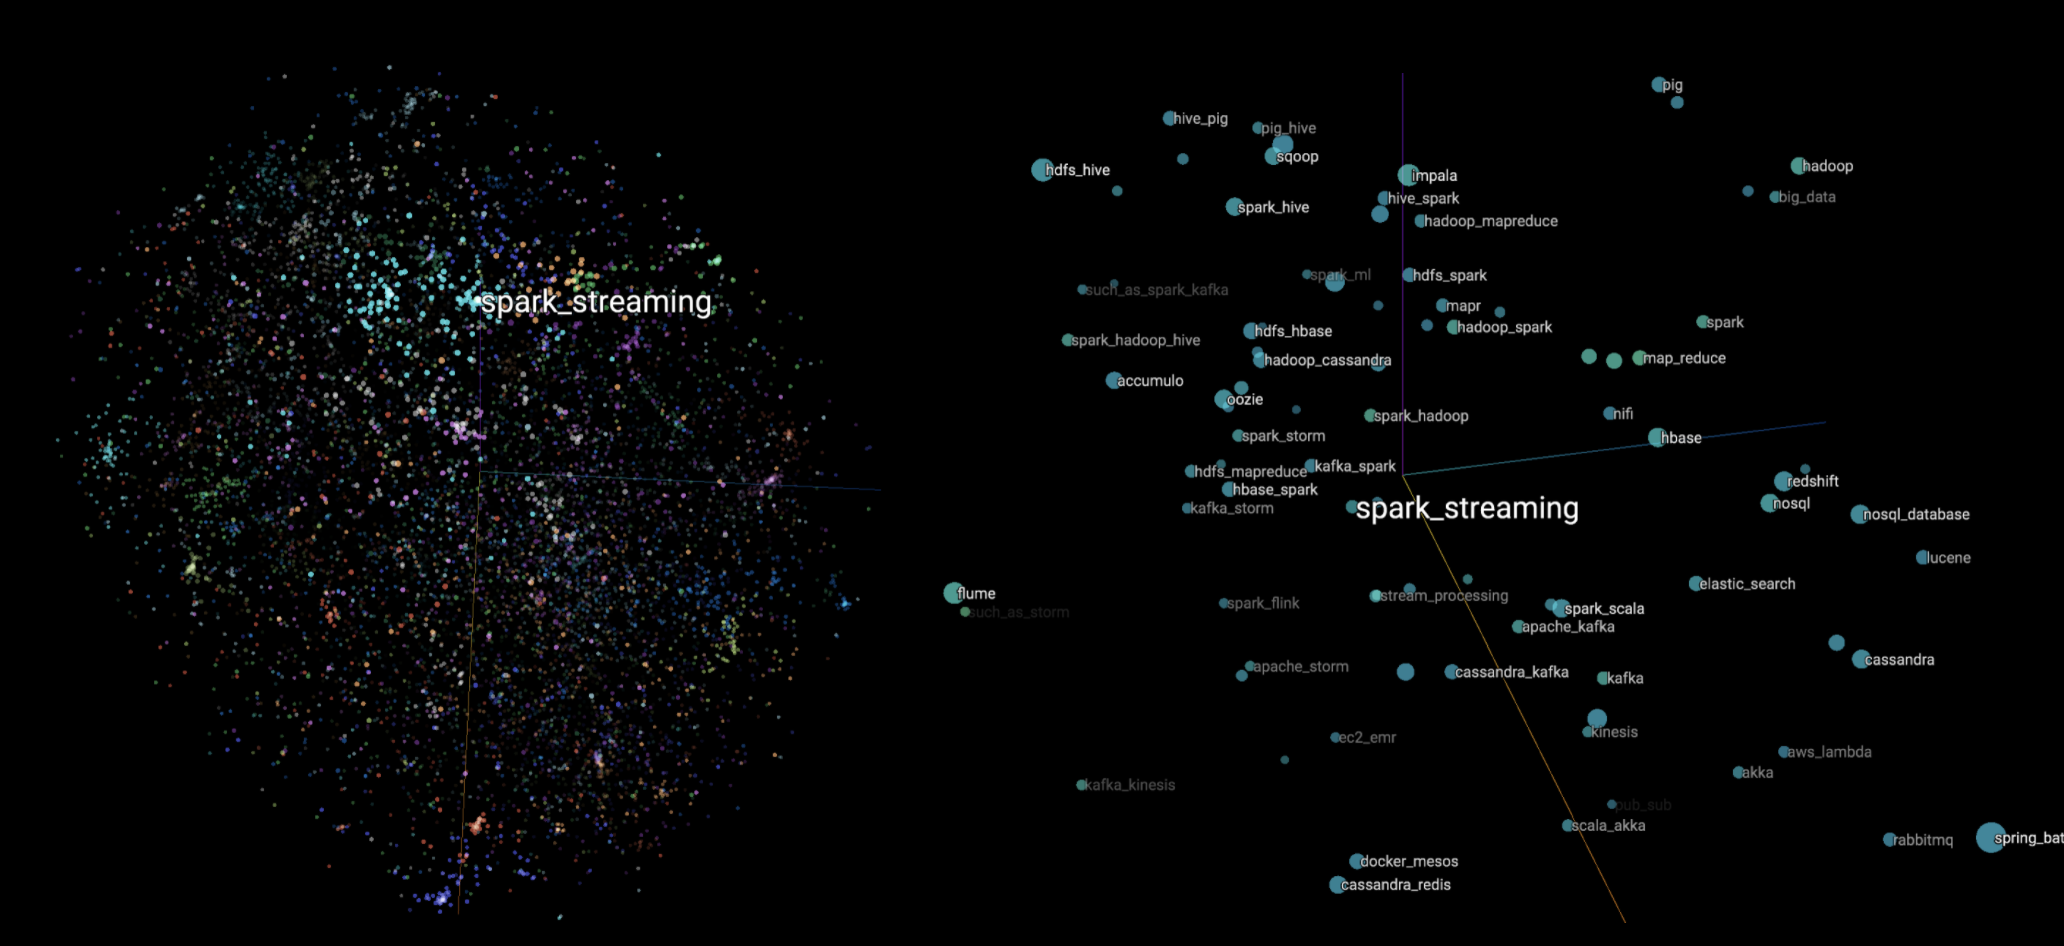 spark_streaming
pig
hive_pig
pig_hive
sqoop
hdfs_hive
impala
hadoop
hive_spark
big_data
spark_hive
hadoop_mapreduce
spark_ml
hdfs_spark
such_as_spark_kafka
mapr
spark
hadoop_spark
hdfs_hbase
spark_hadoop_hive
map_reduce
hadoop_cassandra
accumulo
oozie
nifi
spark_hadoop
spark_storm
hbase
kafka_spark
hdfs_mapreduce
redshift
hbase_spark
nosql
kafka_storm
spark_streaming
nosql_database
lucene
elastic_search
flume
stream_processing
spark_flink
spark_scala
such_as_storm
apache_kafka
cassandra
apache_storm
cassandra_kafka
kafka
kinesis
ec2_emr
aws_lambda
akka
kafka_kinesis
pub_sub
scala_akka
spring_bat
rabbitmq
docker_mesos
cassandra_redis